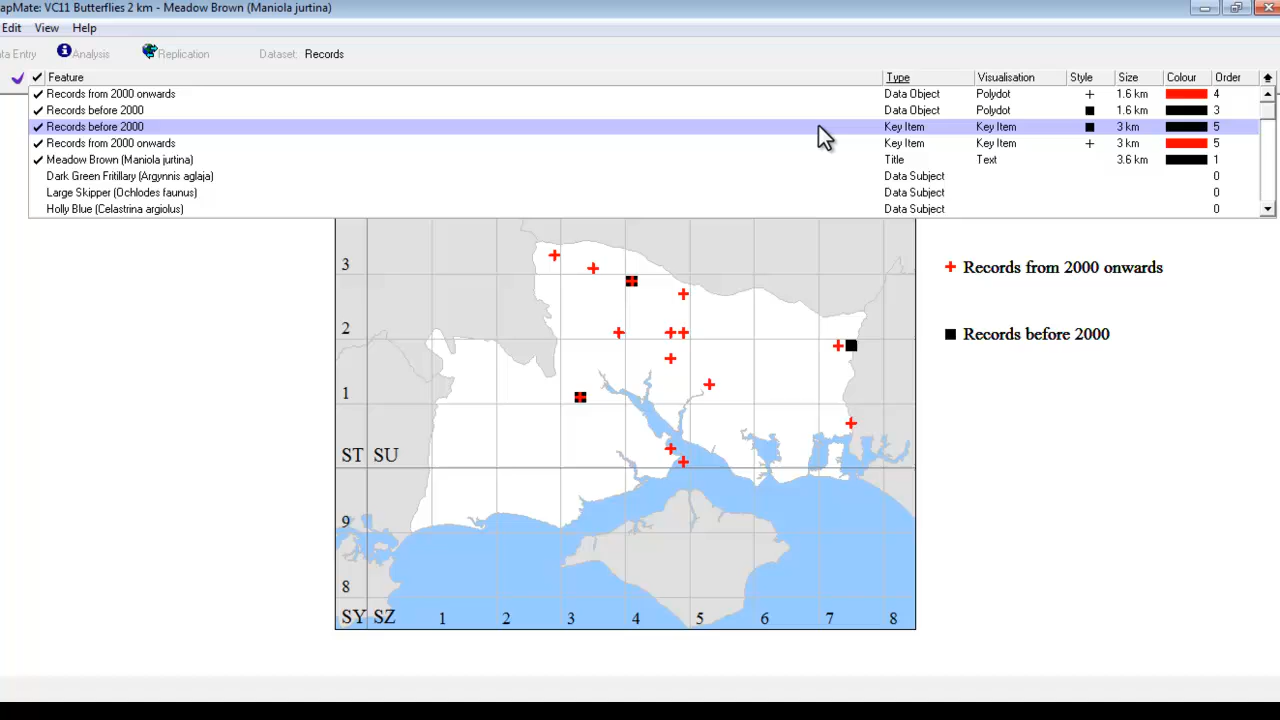 apMate: VC11 Butterflies 2 km - Meadow Brown (Maniola jurtina)
Edit View Help
ta Entry Analysis Replication Dataset: Records
Feature Type Visualisation Style Size Colour Order
Records from 2000 onwards Data Object Polydot 1.6 km 4
Records before 2000 Data Object Polydot 1.6 km 3
Records before 2000 Key Item Key Item 3 km 5
Records from 2000 onwards Key Item Key Item 3 km 5
Meadow Brown (Maniola jurtina) Title Text 3.6 km 1
Dark Green Fritillary (Argynnis aglaja) Data Subject 0
Large Skipper (Ochlodes faunus) Data Subject 0
Holly Blue (Celastrina argiolus) Data Subject 0
3
Records from 2000 onwards
2
Records before 2000
1
ST SU
9
8
SY SZ 1 2 3 4 5 6 7 8